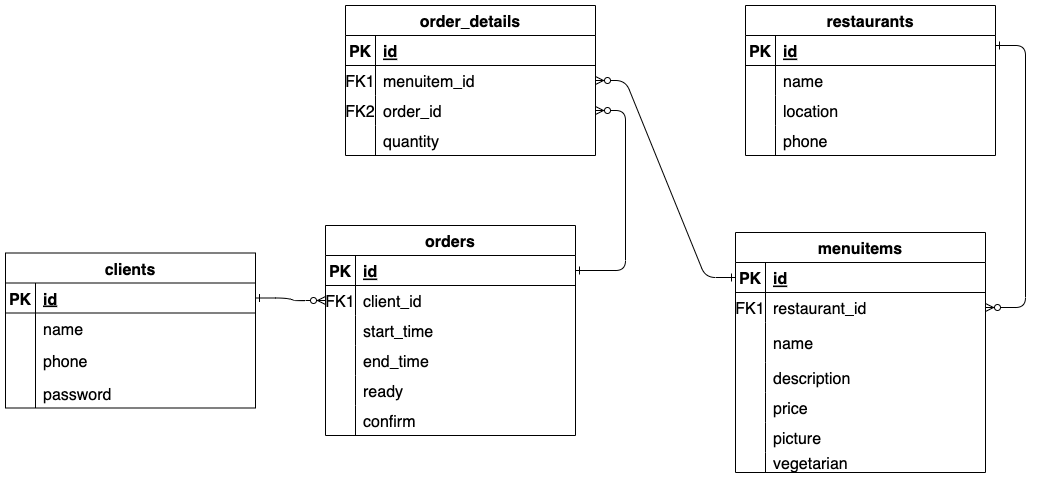 order_details
PK id
FK1 menuitem_id
FK2 order_id
quantity
restaurants
PK id
name
location
phone
clients
PK id
name
phone
password
orders
PK id
FK1 client_id
start_time
end_time
ready
confirm
menuitems
PK id
FK1 restaurant_id
name
description
price
picture
vegetarian